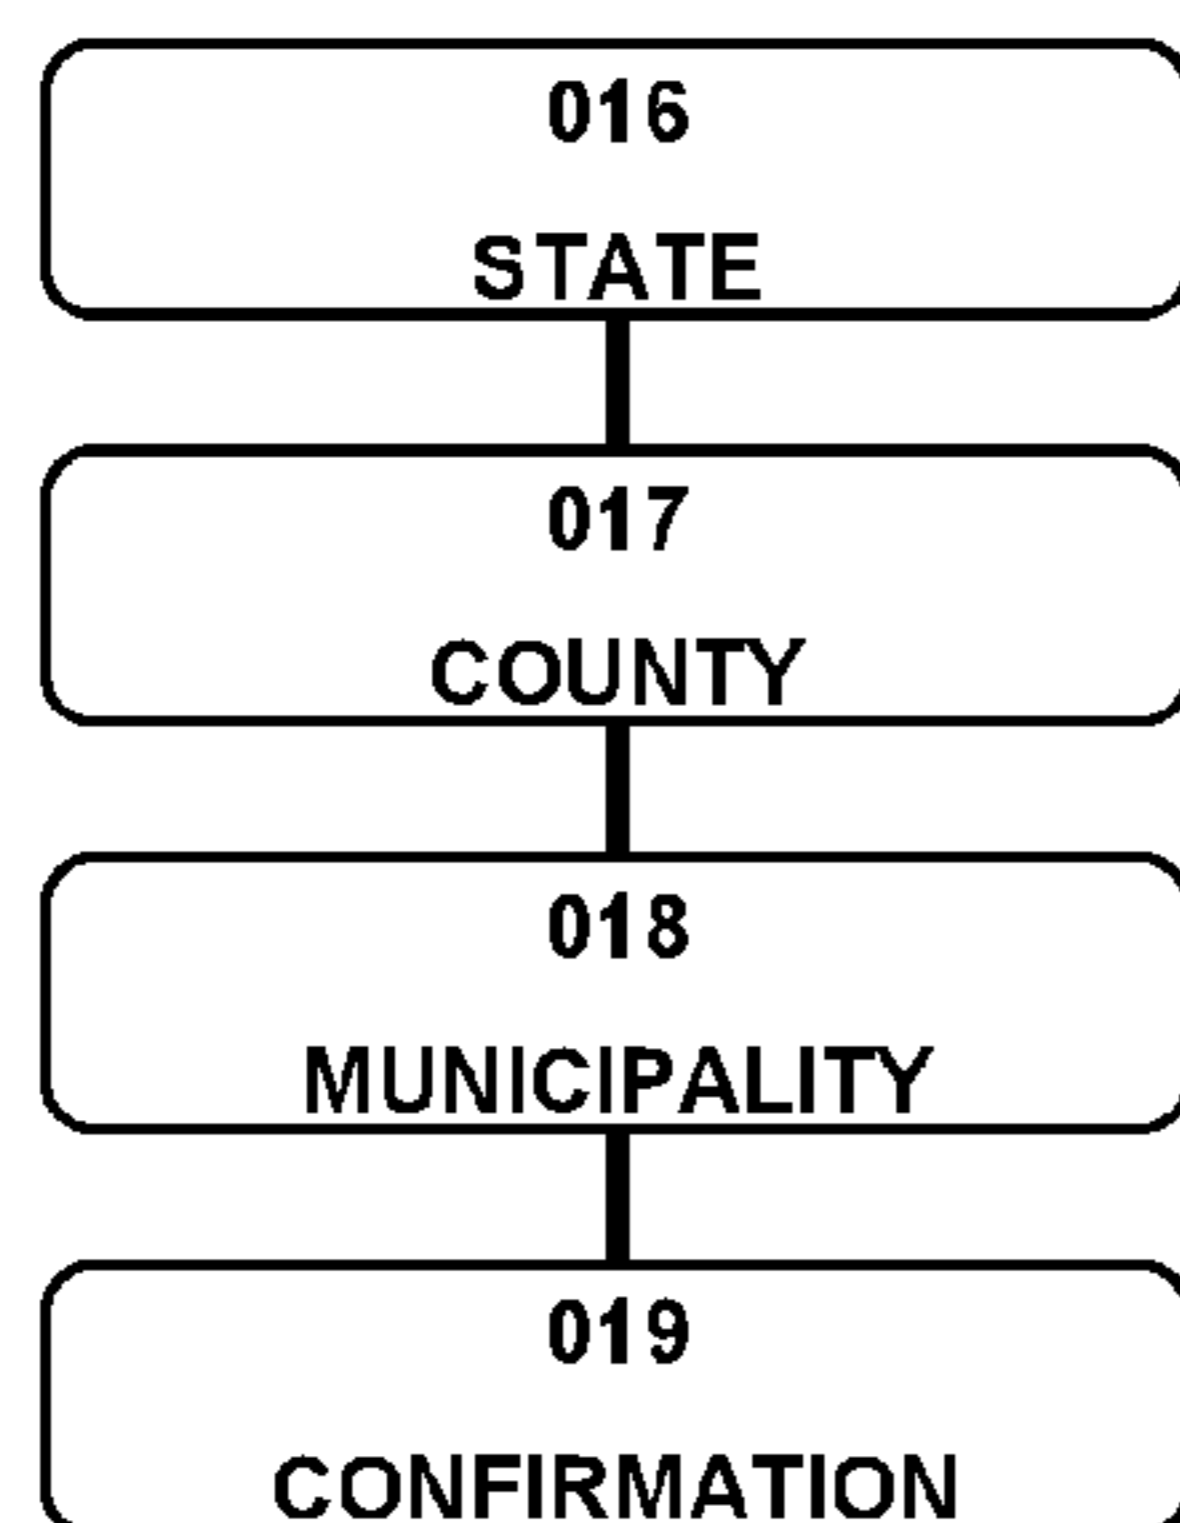 016
STATE
017
COUNTY
018
MUNICIPALITY
019
CONFIRMATION